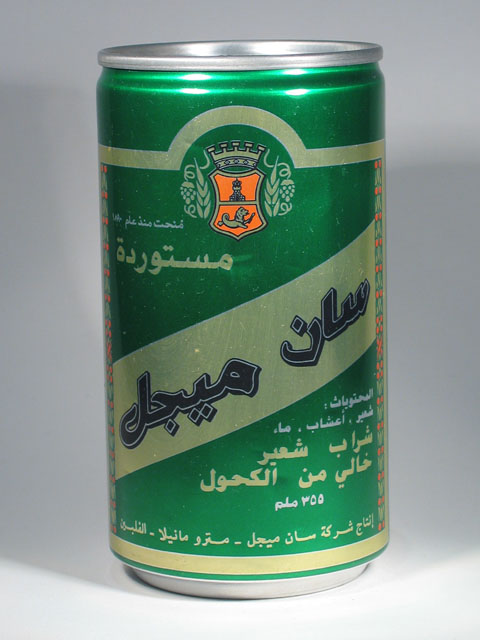 مُنحت منذ عام ١٨٩٠
مستوردة
سان ميجل
المحتويات:
شعير، أعشاب، ماء
شراب شعير
خالي من الكحول
٣٥٥ ملم
إنتاج شركة سان ميجل - مترو مانيلا - الفلبين